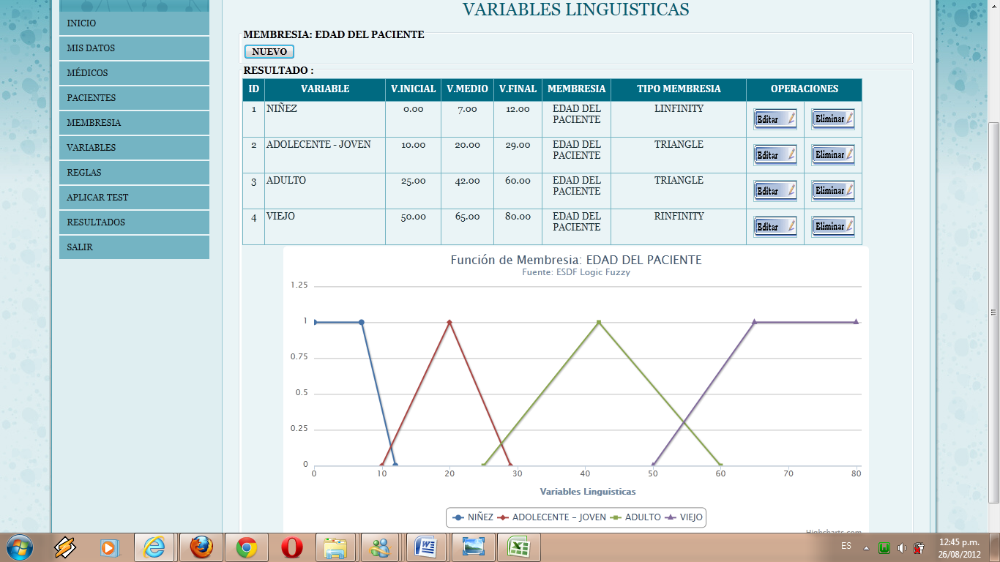 VARIABLES LINGUISTICAS
INICIO
MIS DATOS
MÉDICOS
PACIENTES
MEMBRESIA
VARIABLES
REGLAS
APLICAR TEST
RESULTADOS
SALIR
MEMBRESIA: EDAD DEL PACIENTE
NUEVO
RESULTADO :
ID VARIABLE V.INICIAL V.MEDIO V.FINAL MEMBRESIA TIPO MEMBRESIA OPERACIONES
1 NIÑEZ 0.00 7.00 12.00 EDAD DEL PACIENTE LINFINITY Editar Eliminar
2 ADOLECENTE - JOVEN 10.00 20.00 29.00 EDAD DEL PACIENTE TRIANGLE Editar Eliminar
3 ADULTO 25.00 42.00 60.00 EDAD DEL PACIENTE TRIANGLE Editar Eliminar
4 VIEJO 50.00 65.00 80.00 EDAD DEL PACIENTE RINFINITY Editar Eliminar
Función de Membresia: EDAD DEL PACIENTE
Fuente: ESDF Logic Fuzzy
1.25
1
0.75
0.5
0.25
0
0 10 20 30 40 50 60 70 80
Variables Linguisticas
NIÑEZ ADOLECENTE - JOVEN ADULTO VIEJO
Highcharts.com
ES
12:45 p.m.
26/08/2012